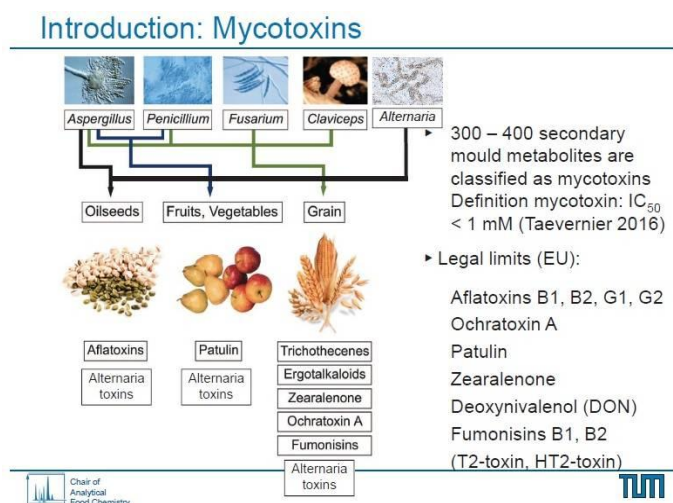 Introduction: Mycotoxins
Aspergillus
Penicillium
Fusarium
Claviceps
Alternaria
Oilseeds
Fruits, Vegetables
Grain
Aflatoxins
Alternaria
toxins
Patulin
Alternaria
toxins
Trichothecenes
Ergotalkaloids
Zearalenone
Ochratoxin A
Fumonisins
Alternaria
toxins
‣ 300 – 400 secondary
mould metabolites are
classified as mycotoxins
Definition mycotoxin: IC₅₀
< 1 mM (Taevernier 2016)
‣ Legal limits (EU):
Aflatoxins B1, B2, G1, G2
Ochratoxin A
Patulin
Zearalenone
Deoxynivalenol (DON)
Fumonisins B1, B2
(T2-toxin, HT2-toxin)
Chair of
Analytical
Food Chemistry
TUM